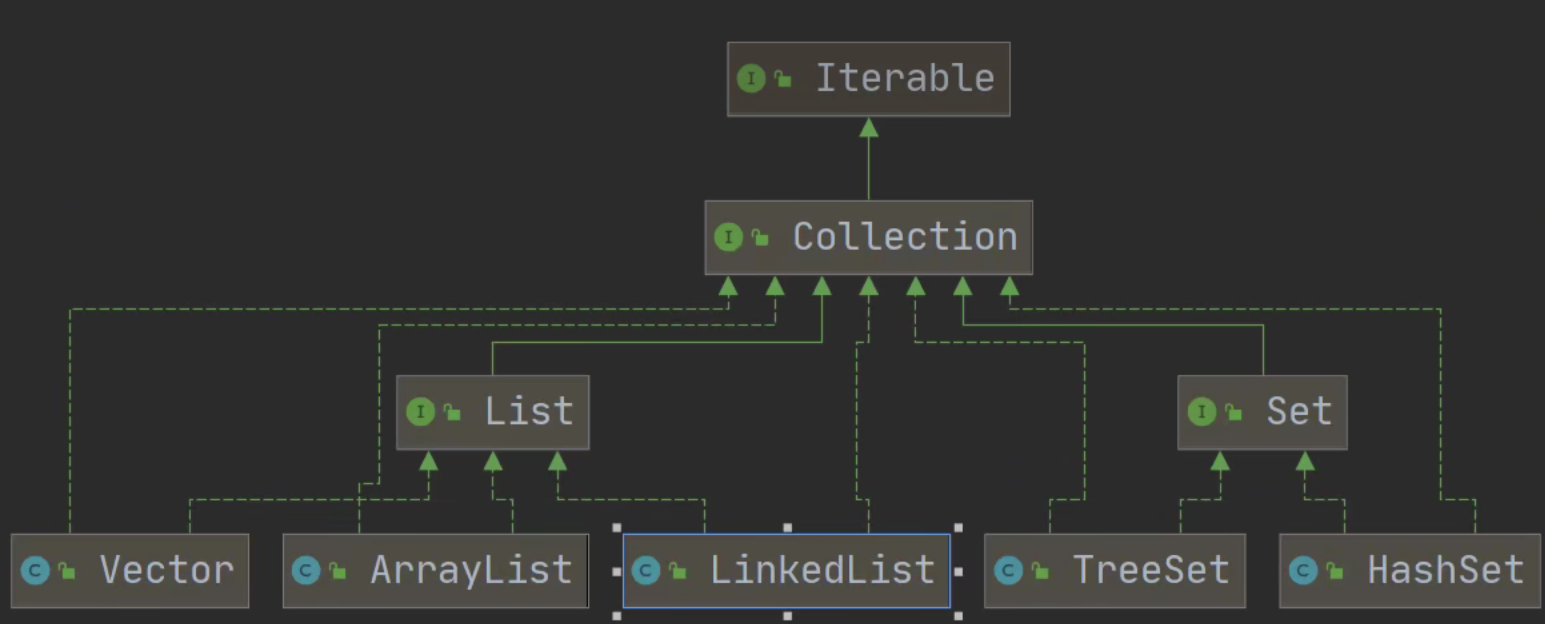 I Iterable
I Collection
I List
I Set
C Vector
C ArrayList
C LinkedList
C TreeSet
C HashSet